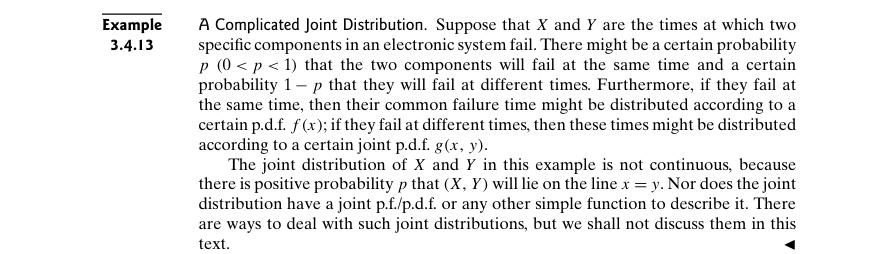 Example
3.4.13
A Complicated Joint Distribution. Suppose that X and Y are the times at which two
specific components in an electronic system fail. There might be a certain probability
p (0 < p < 1) that the two components will fail at the same time and a certain
probability 1 − p that they will fail at different times. Furthermore, if they fail at
the same time, then their common failure time might be distributed according to a
certain p.d.f. f(x); if they fail at different times, then these times might be distributed
according to a certain joint p.d.f. g(x, y).
The joint distribution of X and Y in this example is not continuous, because
there is positive probability p that (X, Y) will lie on the line x = y. Nor does the joint
distribution have a joint p.f./p.d.f. or any other simple function to describe it. There
are ways to deal with such joint distributions, but we shall not discuss them in this
text. ◄